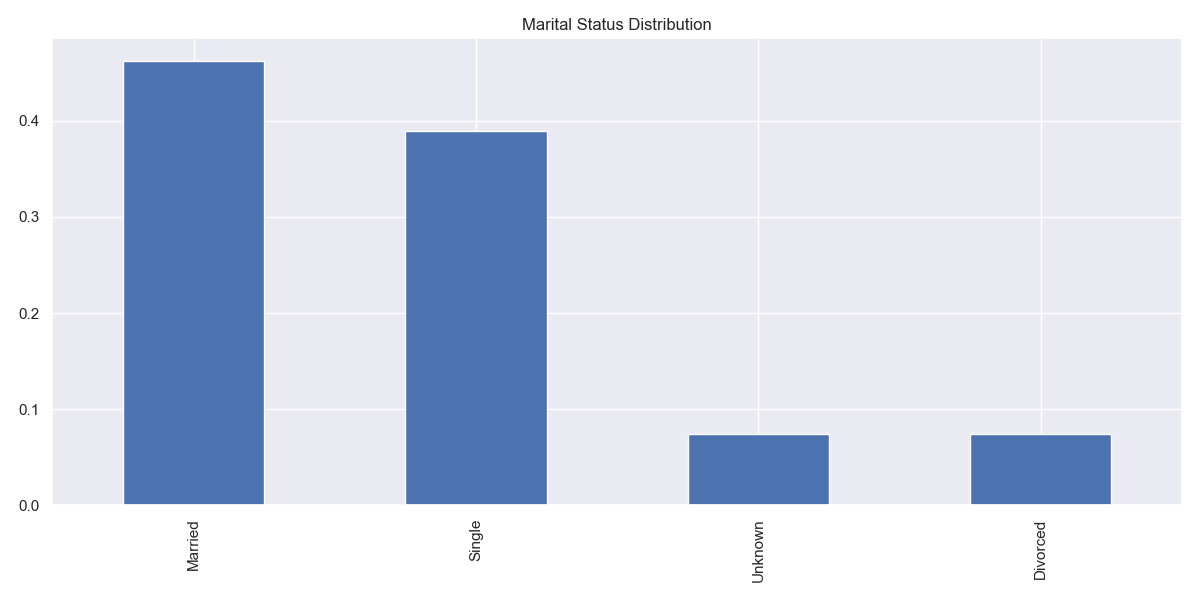 Marital Status Distribution
0.4
0.3
0.2
0.1
0.0
Married
Single
Unknown
Divorced